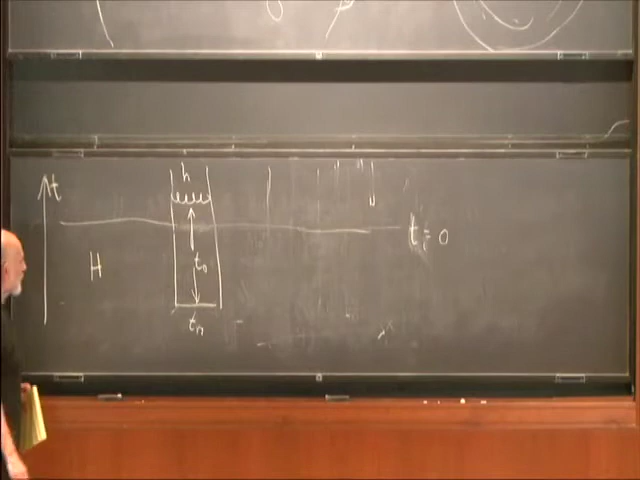 h
t
t = 0
H
t₀
tₙ